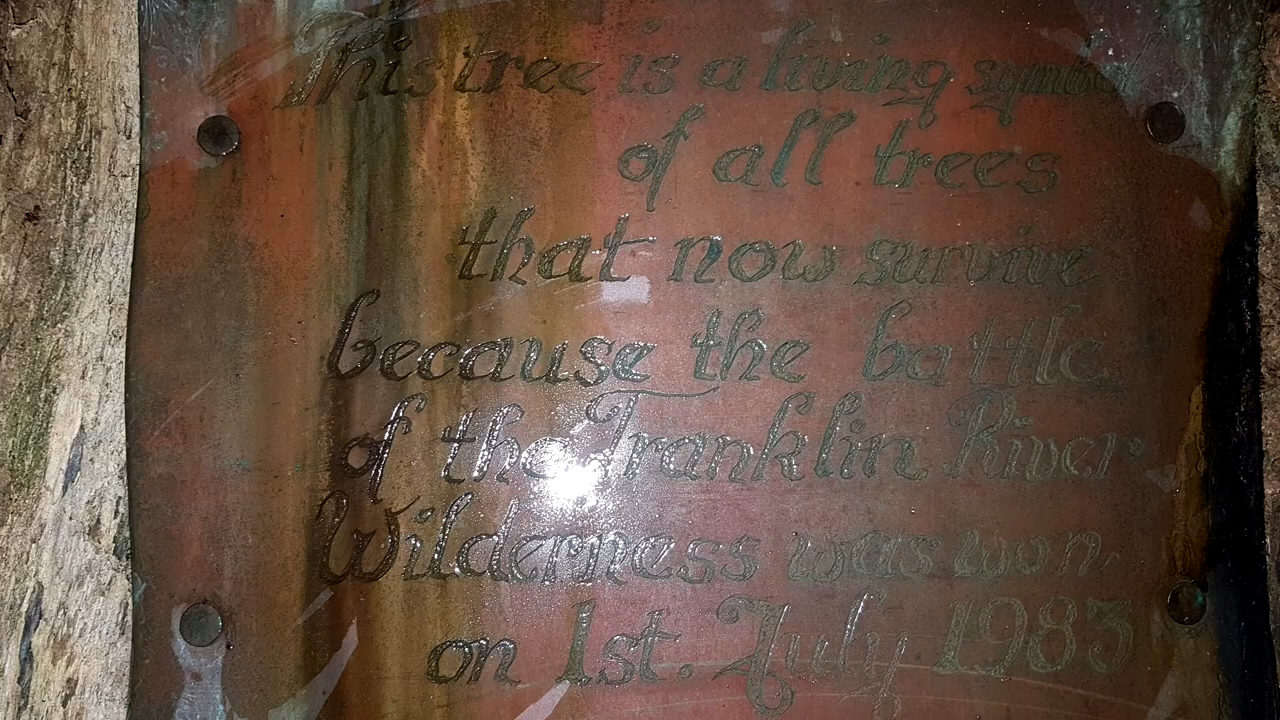 This tree is a living symbol
of all trees
that now survive
because the battle
of the Franklin River
Wilderness was won
on 1st. July 1983